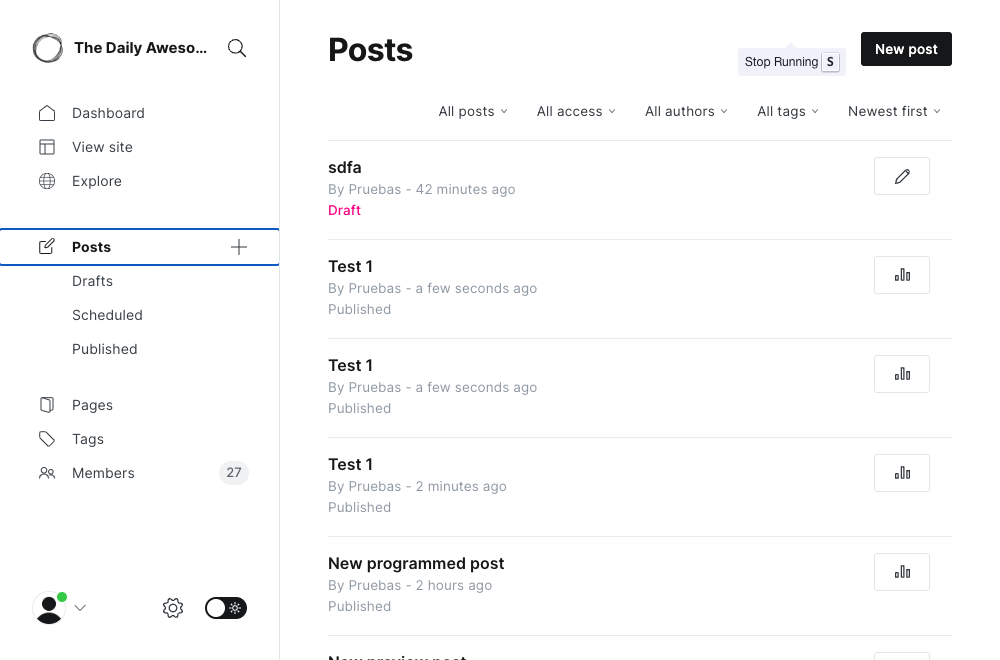 The Daily Aweso...
Dashboard
View site
Explore
Posts
Drafts
Scheduled
Published
Pages
Tags
Members 27
Posts
Stop Running S
New post
All posts All access All authors All tags Newest first
sdfa
By Pruebas - 42 minutes ago
Draft
Test 1
By Pruebas - a few seconds ago
Published
Test 1
By Pruebas - a few seconds ago
Published
Test 1
By Pruebas - 2 minutes ago
Published
New programmed post
By Pruebas - 2 hours ago
Published
New preview post